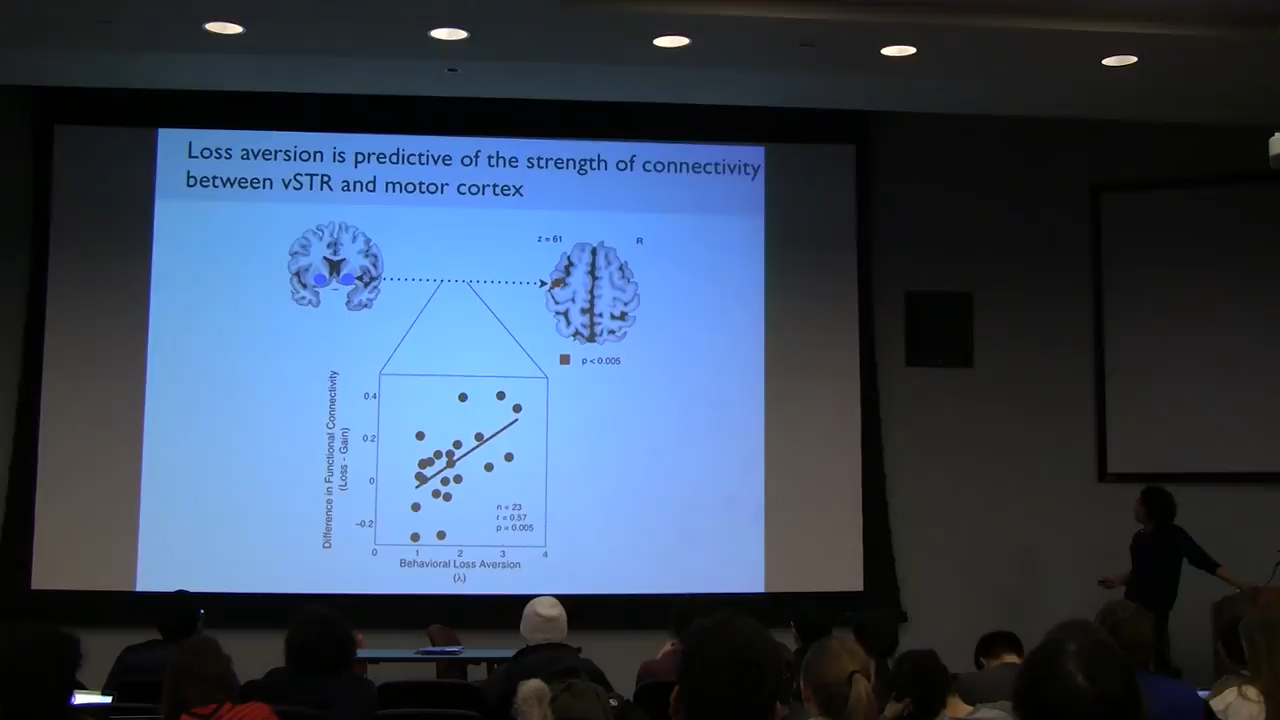 Loss aversion is predictive of the strength of connectivity
between vSTR and motor cortex
z = 61
R
p < 0.005
Difference in Functional Connectivity
(Loss - Gain)
0.4
0.2
0
−0.2
n = 23
r = 0.57
p = 0.005
0 1 2 3 4
Behavioral Loss Aversion
(λ)